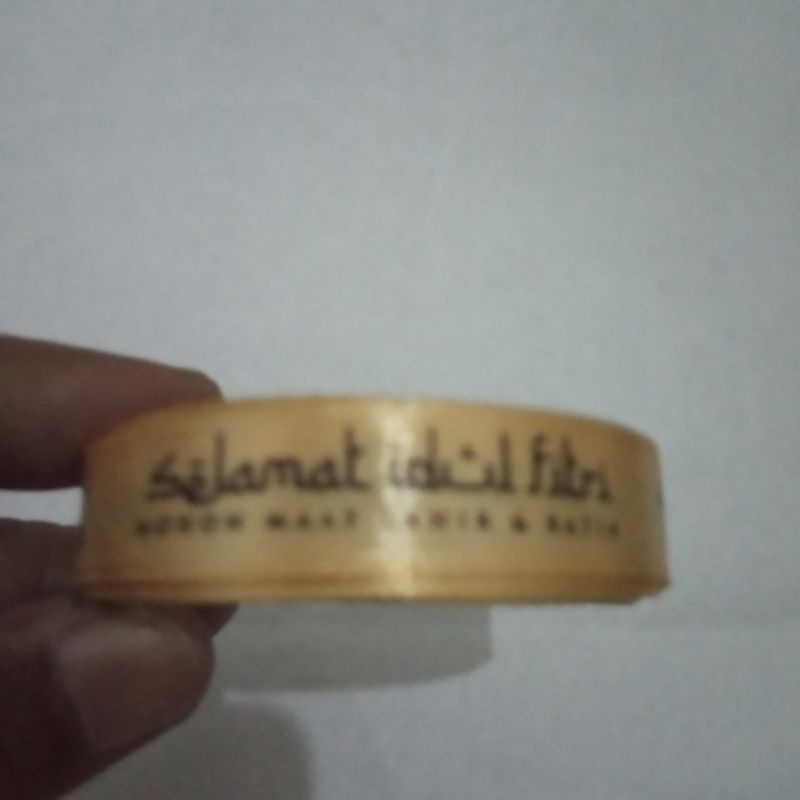 Selamat idul fitri
MOHON MAAF LAHIR & BATIN